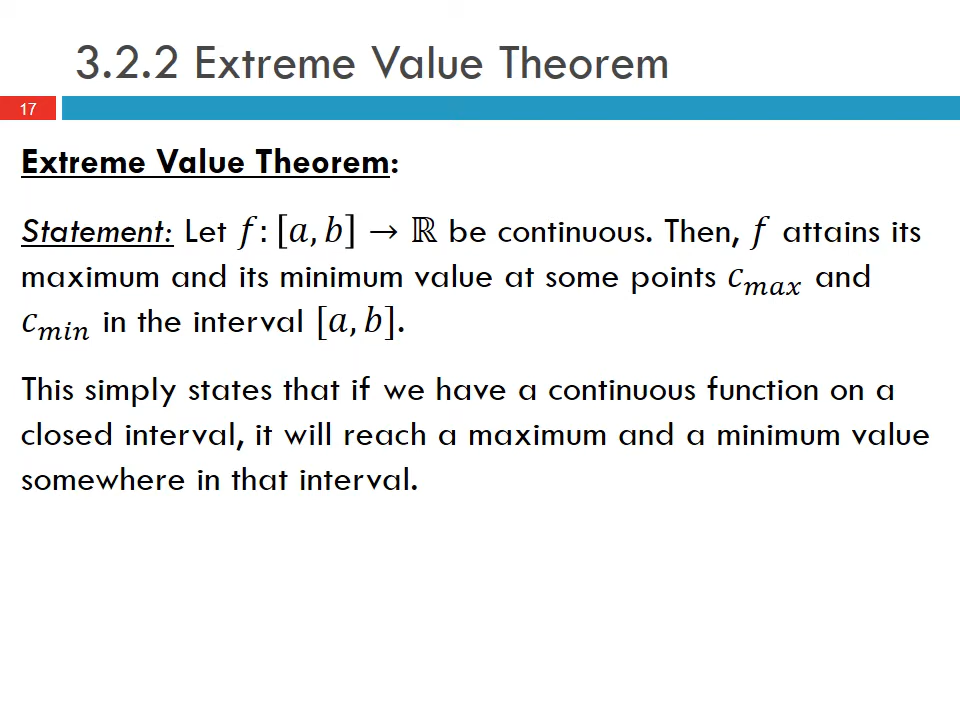 3.2.2 Extreme Value Theorem
17
Extreme Value Theorem:
Statement: Let 𝑓: [𝑎, 𝑏] → ℝ be continuous. Then, 𝑓 attains its
maximum and its minimum value at some points 𝑐𝑚𝑎𝑥 and
𝑐𝑚𝑖𝑛 in the interval [𝑎, 𝑏].
This simply states that if we have a continuous function on a
closed interval, it will reach a maximum and a minimum value
somewhere in that interval.